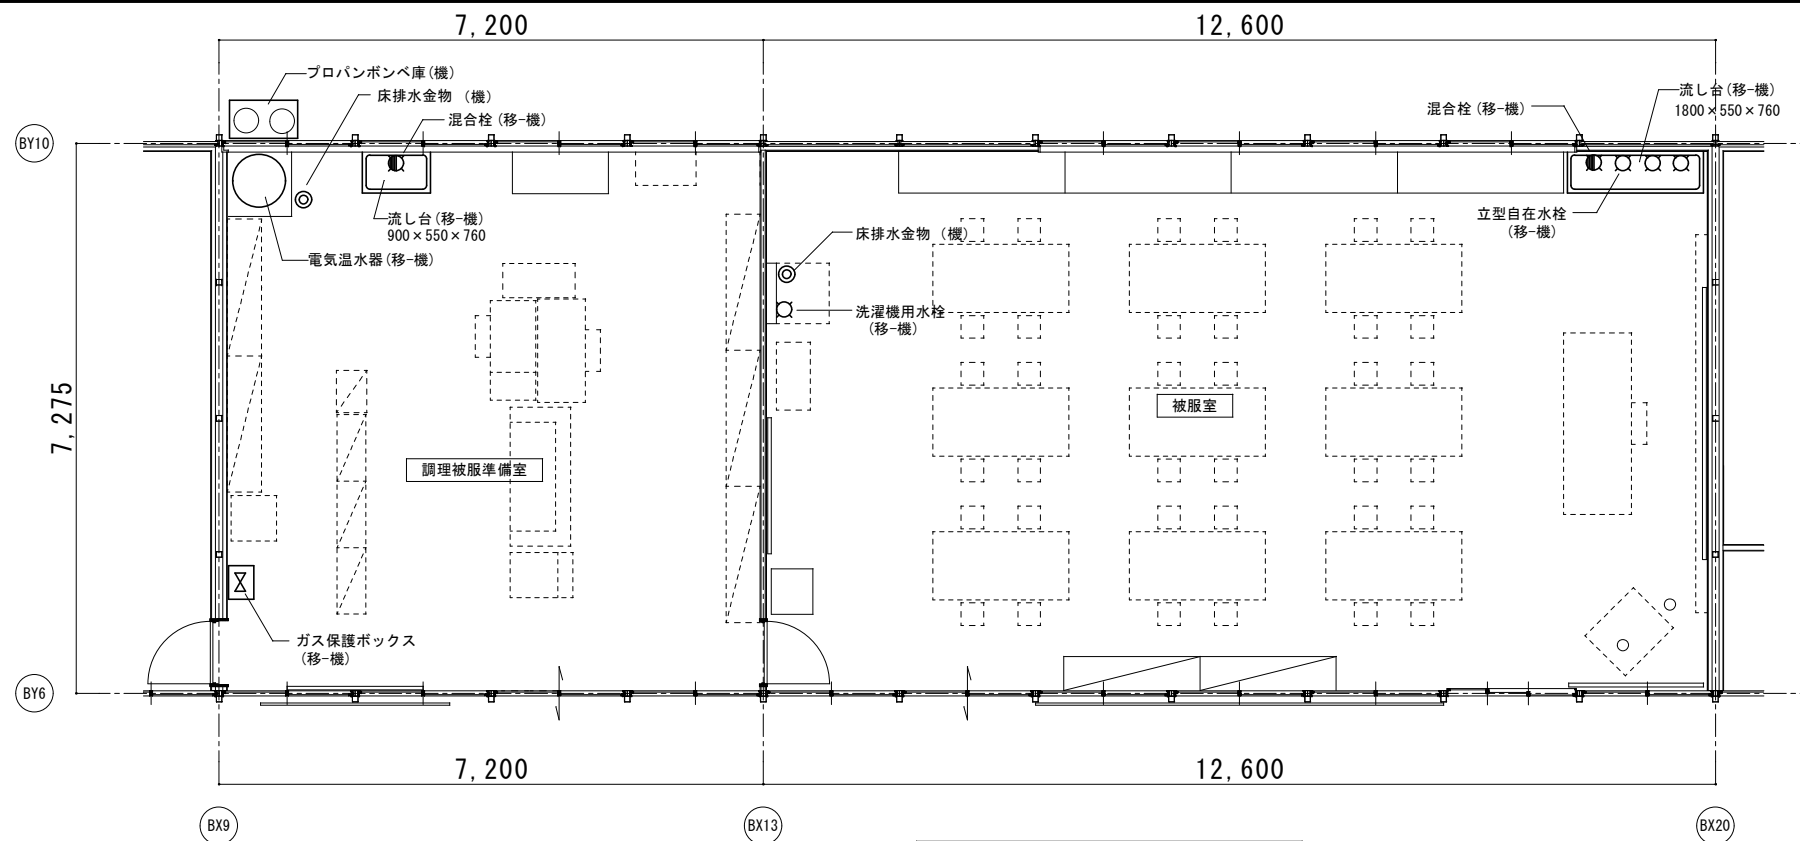 7,200
12,600
プロパンボンベ庫(機)
床排水金物 (機)
混合栓(移-機)
混合栓(移-機)
流し台(移-機)
1800×550×760
BY10
流し台(移-機)
900×550×760
電気温水器(移-機)
床排水金物 (機)
立型自在水栓
(移-機)
洗濯機用水栓
(移-機)
7,275
被服室
調理被服準備室
ガス保護ボックス
(移-機)
BY6
7,200
12,600
BX9
BX13
BX20